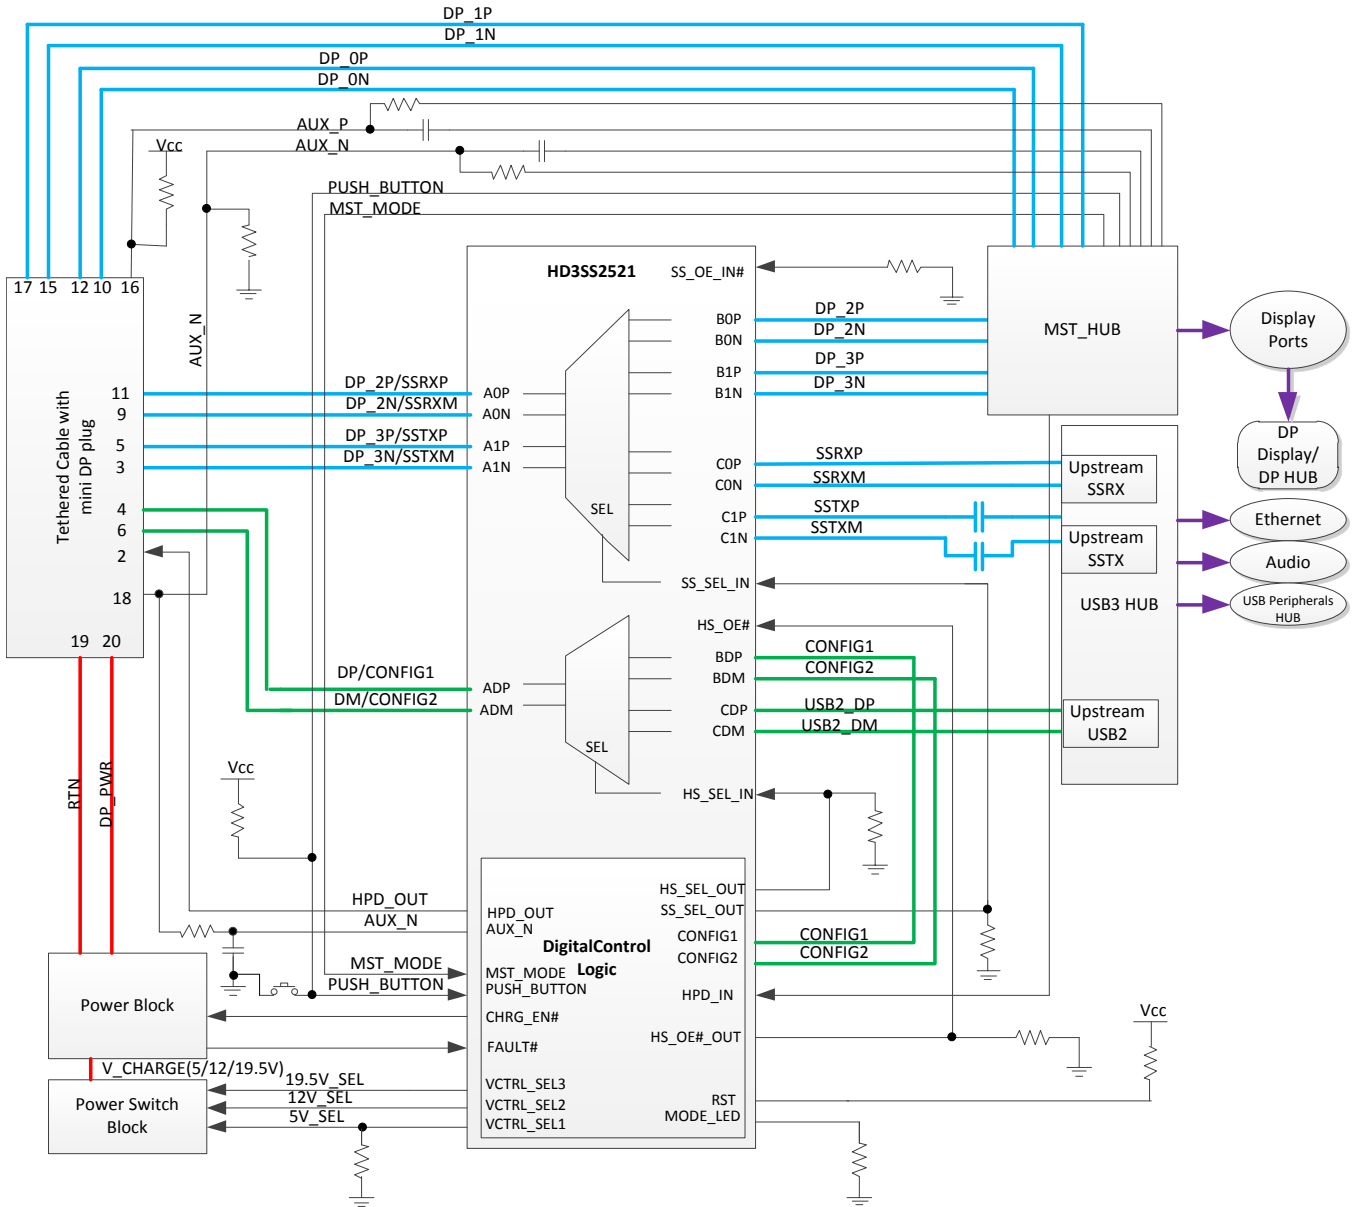 DP_1P
DP_1N
DP_0P
DP_0N
AUX_P
AUX_N
Vcc
PUSH_BUTTON
MST_MODE
17 15 12 10 16
AUX_N
Tethered Cable with
mini DP plug
11
9
5
3
4
6
2
18
19 20
DP_2P/SSRXP
DP_2N/SSRXM
DP_3P/SSTXP
DP_3N/SSTXM
DP/CONFIG1
DM/CONFIG2
HD3SS2521
A0P
A0N
A1P
A1N
SEL
ADP
ADM
SEL
SS_OE_IN#
B0P
B0N
B1P
B1N
C0P
C0N
C1P
C1N
SS_SEL_IN
HS_OE#
BDP
BDM
CDP
CDM
HS_SEL_IN
DP_2P
DP_2N
DP_3P
DP_3N
SSRXP
SSRXM
SSTXP
SSTXM
CONFIG1
CONFIG2
USB2_DP
USB2_DM
MST_HUB
Display
Ports
DP
Display/
DP HUB
Upstream
SSRX
Upstream
SSTX
USB3 HUB
Upstream
USB2
Ethernet
Audio
USB Peripherals
HUB
RTN
DP_PWR
Vcc
HPD_OUT
AUX_N
MST_MODE
PUSH_BUTTON
HPD_OUT
AUX_N
DigitalControl
Logic
MST_MODE
PUSH_BUTTON
CHRG_EN#
FAULT#
VCTRL_SEL3
VCTRL_SEL2
VCTRL_SEL1
HS_SEL_OUT
SS_SEL_OUT
CONFIG1
CONFIG2
HPD_IN
HS_OE#_OUT
RST
MODE_LED
CONFIG1
CONFIG2
Vcc
Power Block
V_CHARGE(5/12/19.5V)
Power Switch
Block
19.5V_SEL
12V_SEL
5V_SEL